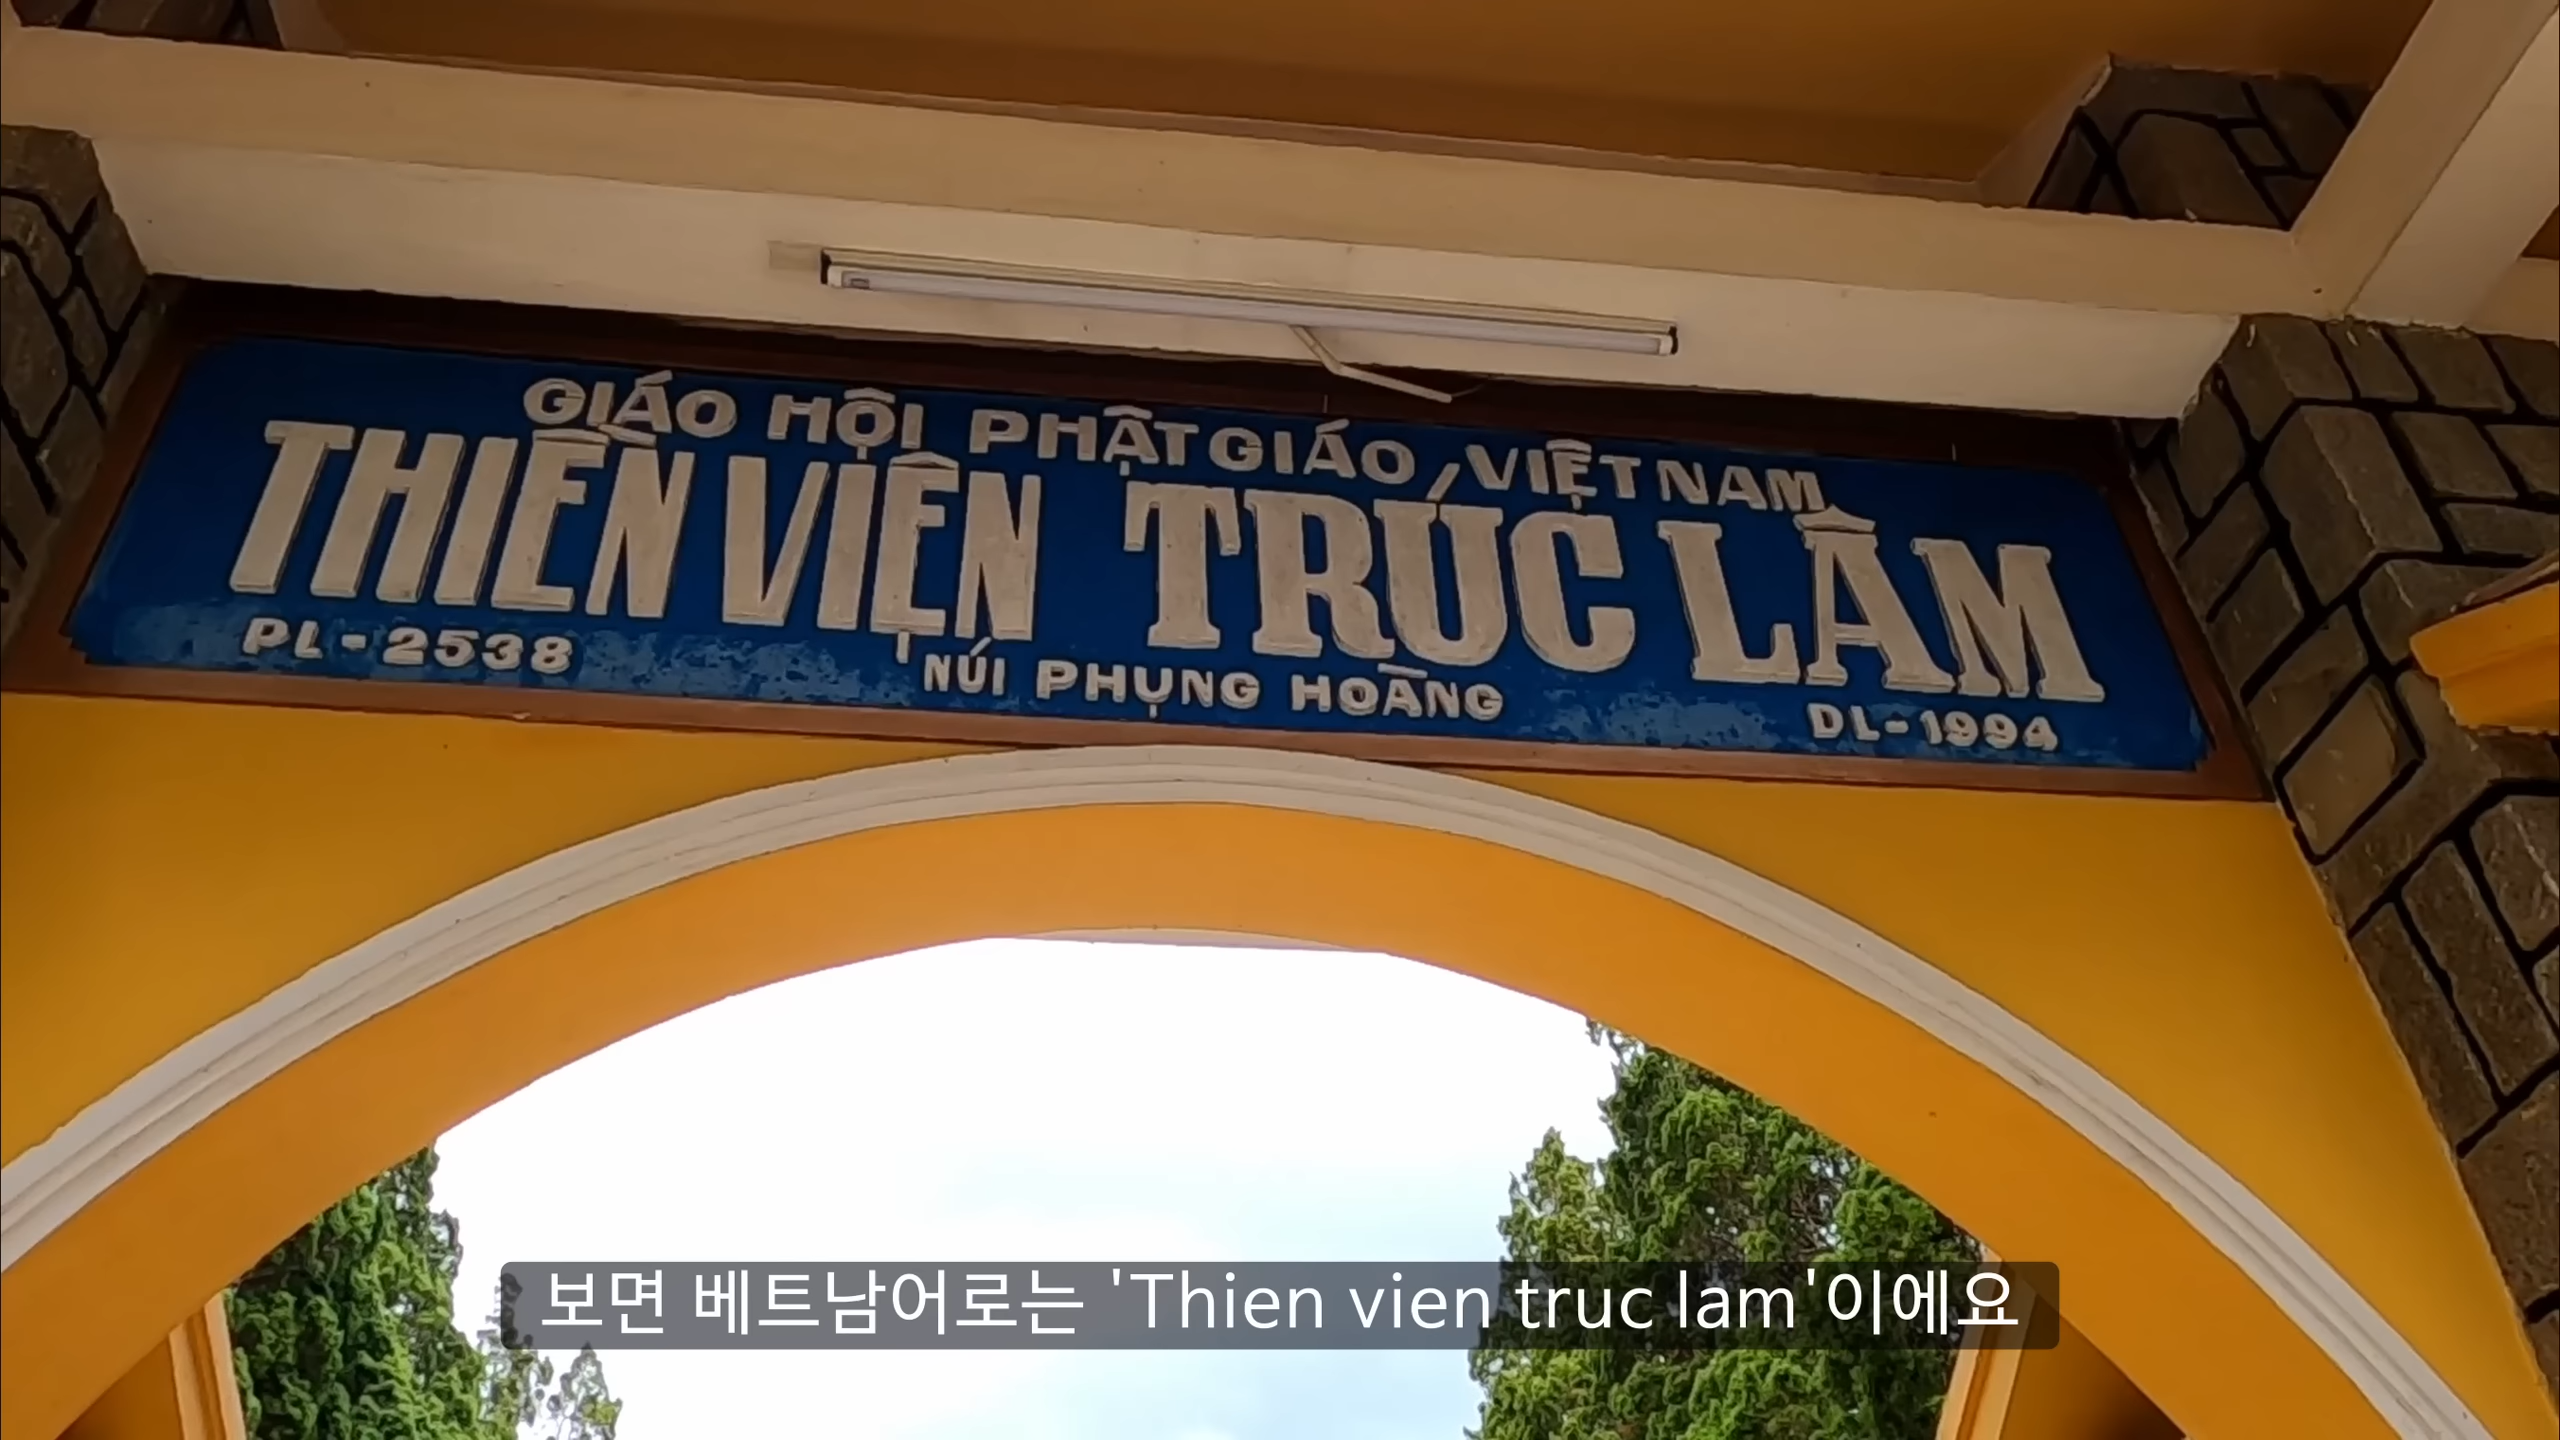 GIÁO HỘI PHẬT GIÁO VIỆT NAM
THIỀN VIỆN TRÚC LÂM
PL-2538
NÚI PHỤNG HOÀNG
DL-1994
보면 베트남어로는 'Thien vien truc lam'이에요